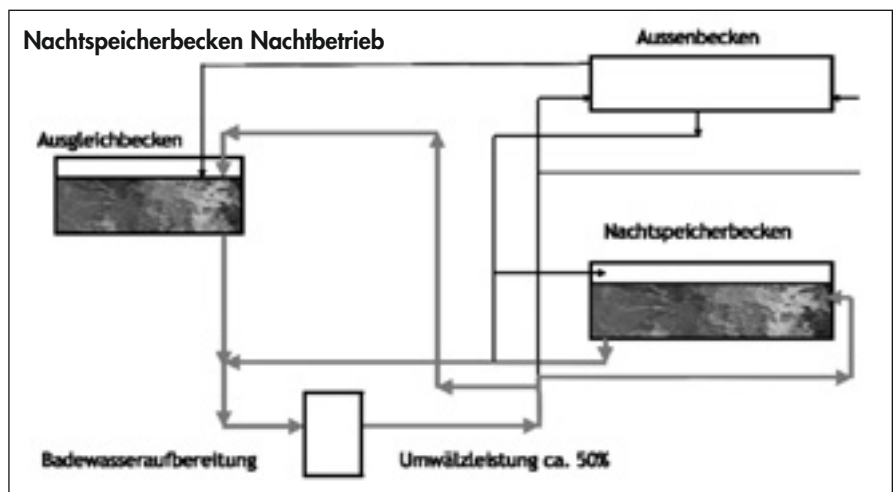 Nachtspeicherbecken Nachtbetrieb
Aussenbecken
Ausgleichbecken
Nachtspeicherbecken
Badewasseraufbereitung
Umwälzleistung ca. 50%